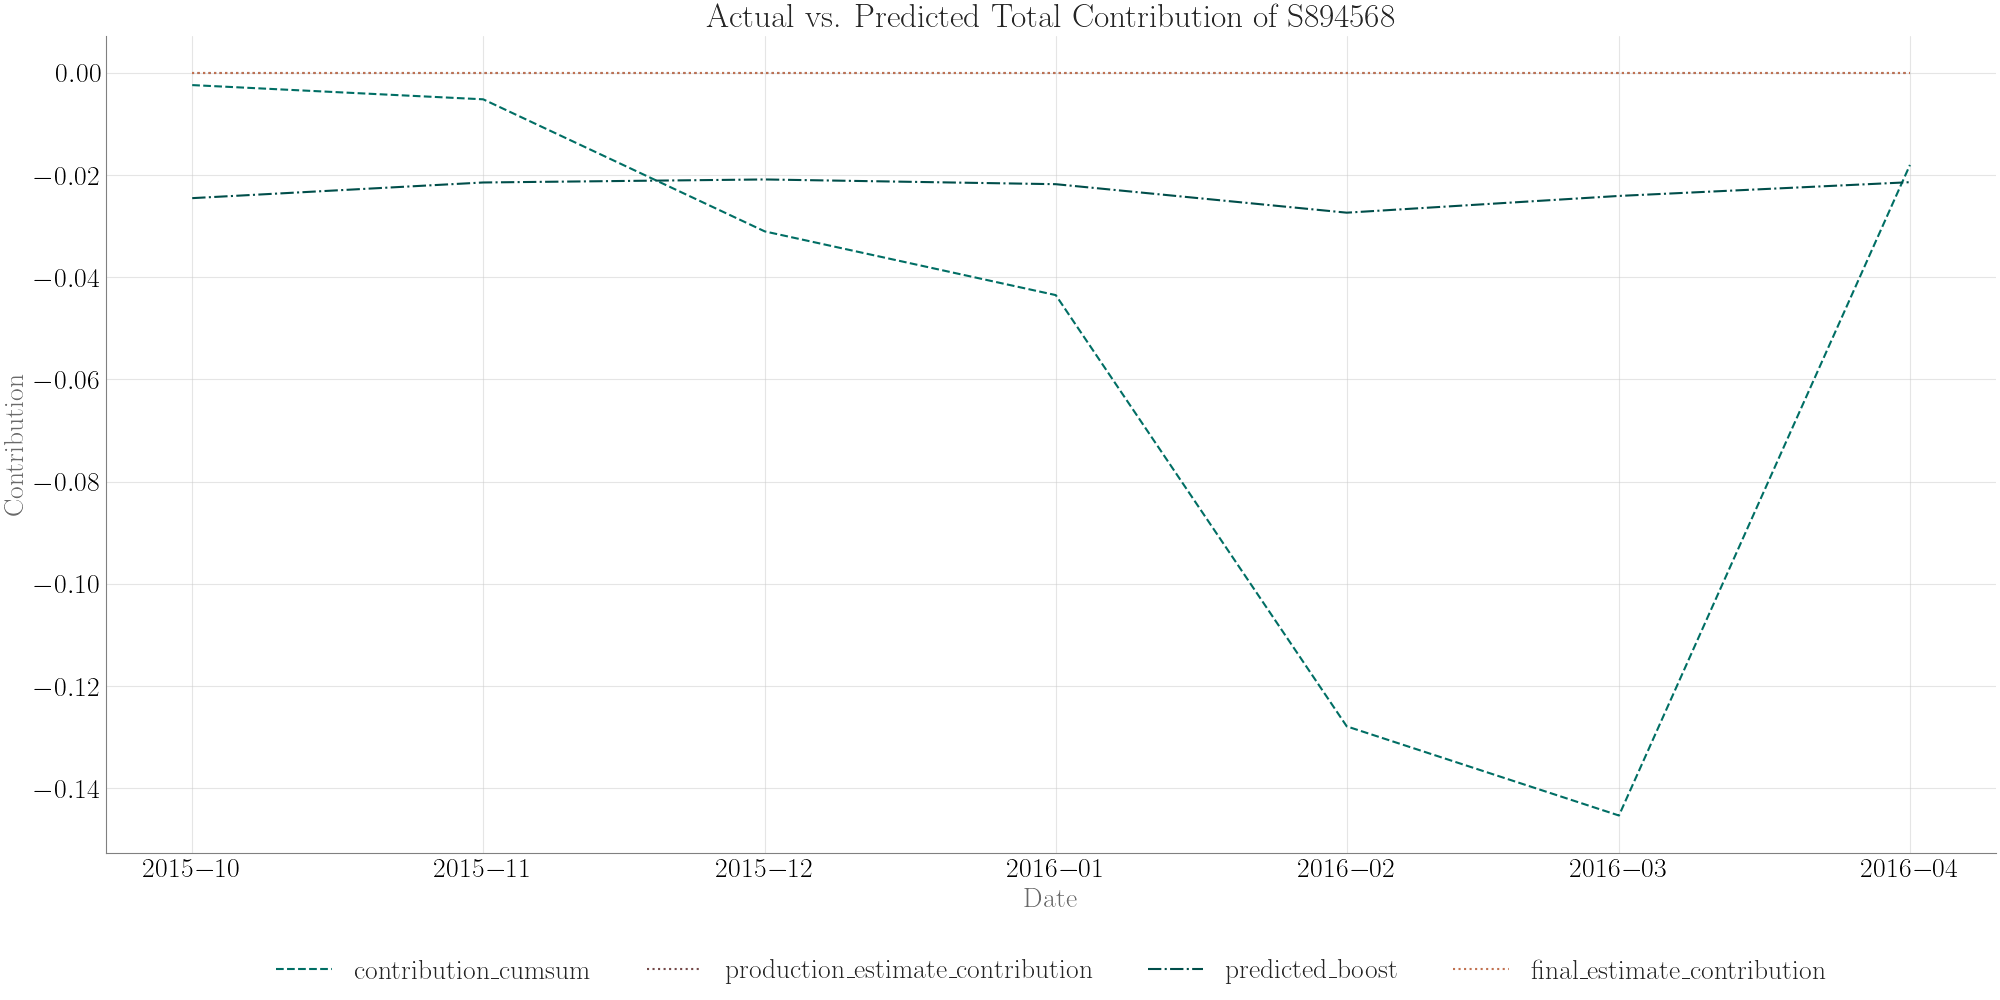 Actual vs. Predicted Total Contribution of S894568
0.00
−0.02
−0.04
−0.06
−0.08
−0.10
−0.12
−0.14
Contribution
2015−10 2015−11 2015−12 2016−01 2016−02 2016−03 2016−04
Date
contribution_cumsum production_estimate_contribution predicted_boost final_estimate_contribution